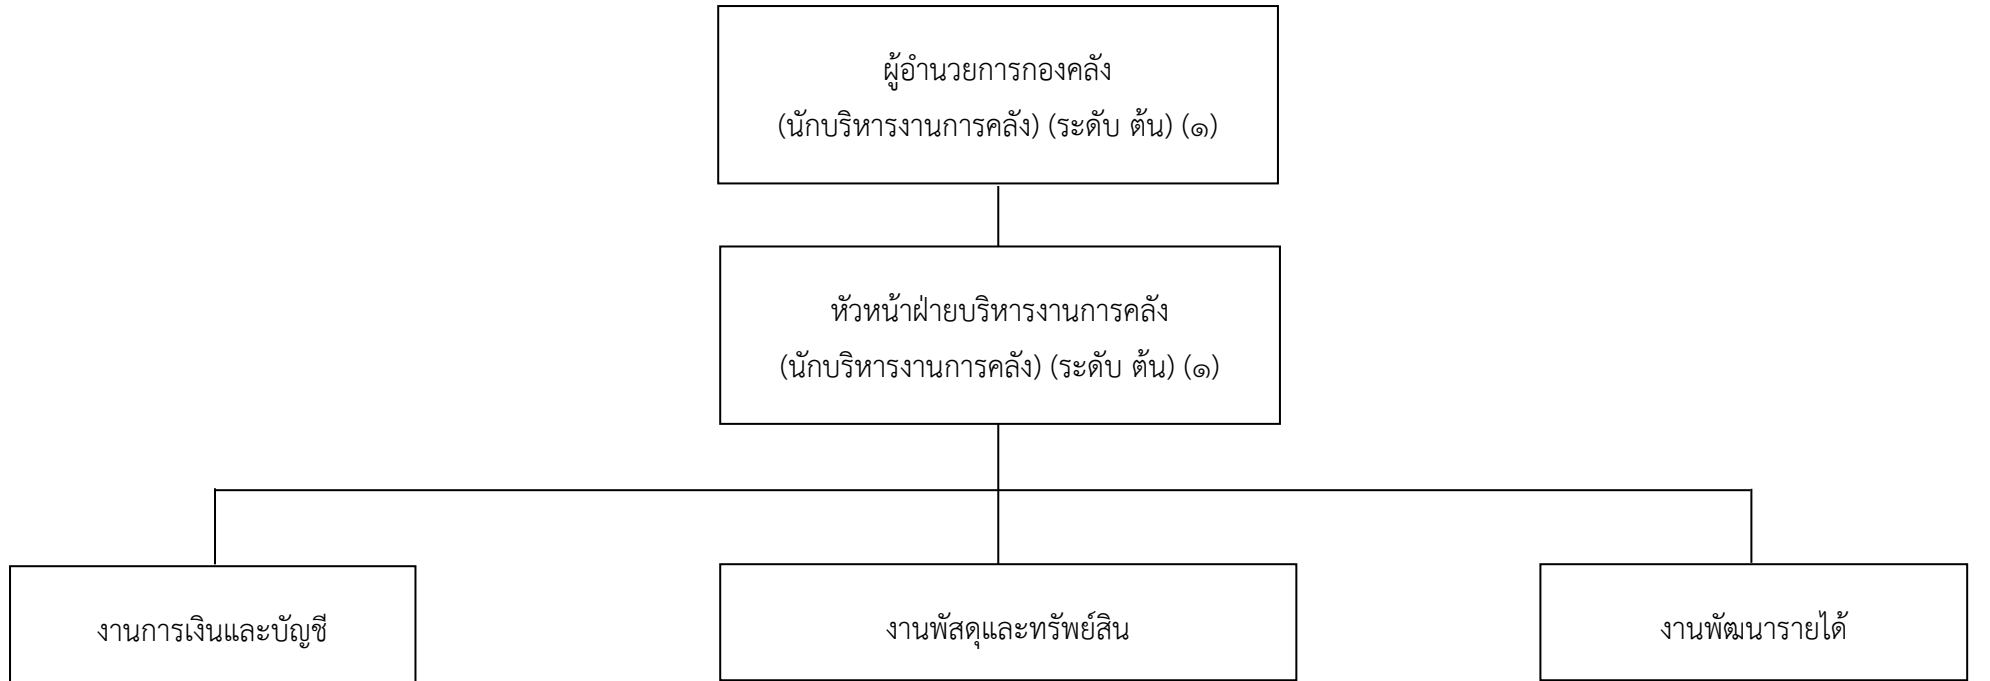 ผู้อำนวยการกองคลัง
(นักบริหารงานการคลัง) (ระดับ ต้น) (๑)
หัวหน้าฝ่ายบริหารงานการคลัง
(นักบริหารงานการคลัง) (ระดับ ต้น) (๑)
งานการเงินและบัญชี
งานพัสดุและทรัพย์สิน
งานพัฒนารายได้